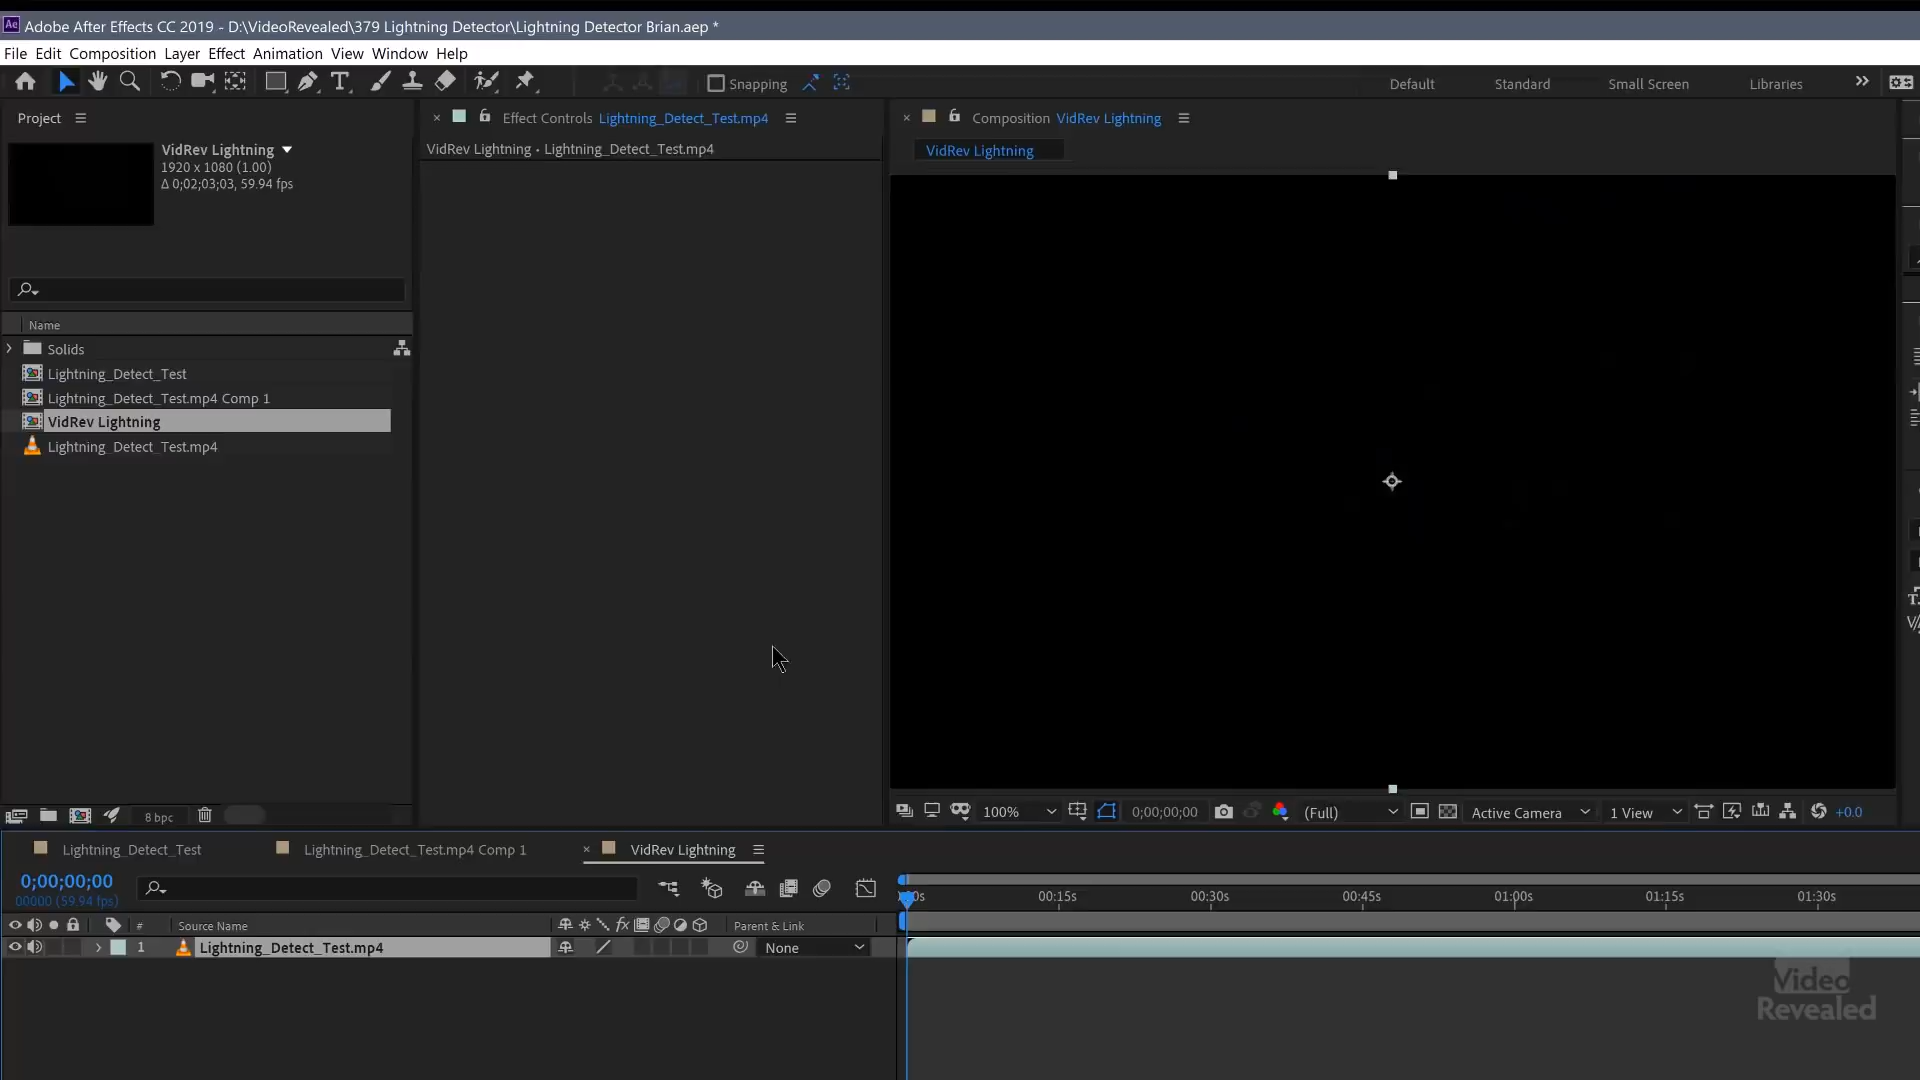 Adobe After Effects CC 2019 - D:\VideoRevealed\379 Lightning Detector\Lightning Detector Brian.aep *
File Edit Composition Layer Effect Animation View Window Help
Snapping Default Standard Small Screen Libraries
Project
Effect Controls Lightning_Detect_Test.mp4
Composition VidRev Lightning
VidRev Lightning
1920 x 1080 (1.00)
Δ 0;02;03;03, 59.94 fps
VidRev Lightning • Lightning_Detect_Test.mp4
VidRev Lightning
Name
Solids
Lightning_Detect_Test
Lightning_Detect_Test.mp4 Comp 1
VidRev Lightning
Lightning_Detect_Test.mp4
8 bpc
100% 0;00;00;00 (Full) Active Camera 1 View +0.0
Lightning_Detect_Test Lightning_Detect_Test.mp4 Comp 1 VidRev Lightning
0;00;00;00
00000 (59.94 fps)
00s 00:15s 00:30s 00:45s 01:00s 01:15s 01:30s
# Source Name fx Parent & Link
1 Lightning_Detect_Test.mp4 None
Video
Revealed